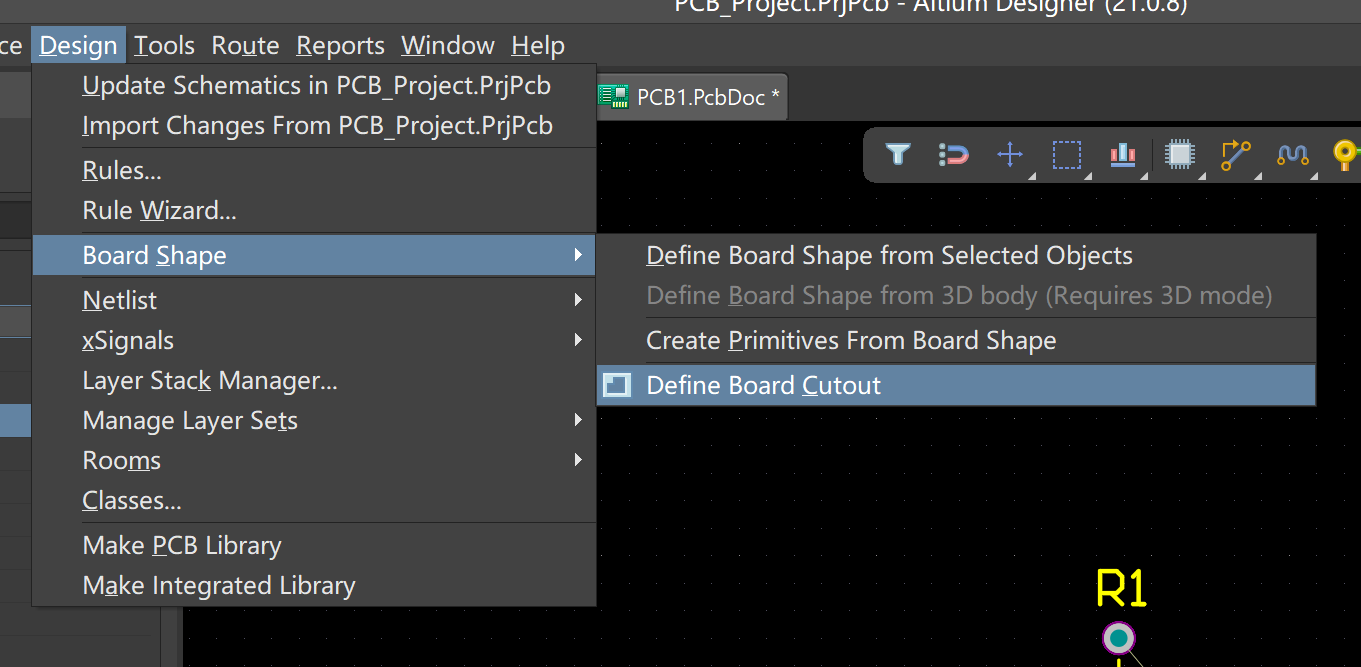 PCB_Project.PrjPcb - Altium Designer (21.0.8)
ce Design Tools Route Reports Window Help
Update Schematics in PCB_Project.PrjPcb
PCB1.PcbDoc *
Import Changes From PCB_Project.PrjPcb
Rules...
Rule Wizard...
Board Shape
Define Board Shape from Selected Objects
Define Board Shape from 3D body (Requires 3D mode)
Create Primitives From Board Shape
Define Board Cutout
Netlist
xSignals
Layer Stack Manager...
Manage Layer Sets
Rooms
Classes...
Make PCB Library
Make Integrated Library
R1